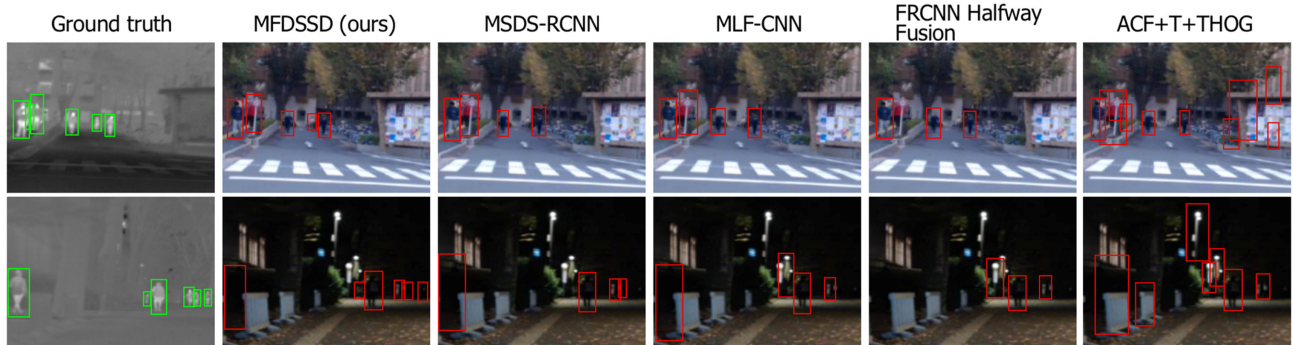 Ground truth
MFDSSD (ours)
MSDS-RCNN
MLF-CNN
FRCNN Halfway
Fusion
ACF+T+THOG